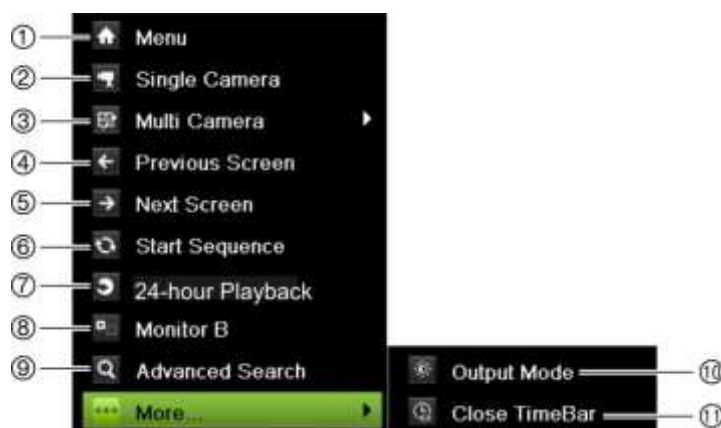 ① Menu
② Single Camera
③ Multi Camera
④ Previous Screen
⑤ Next Screen
⑥ Start Sequence
⑦ 24-hour Playback
⑧ Monitor B
⑨ Advanced Search
More...
Output Mode ⑩
Close TimeBar ⑪